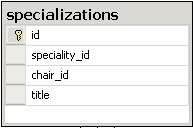 specializations
id
speciality_id
chair_id
title